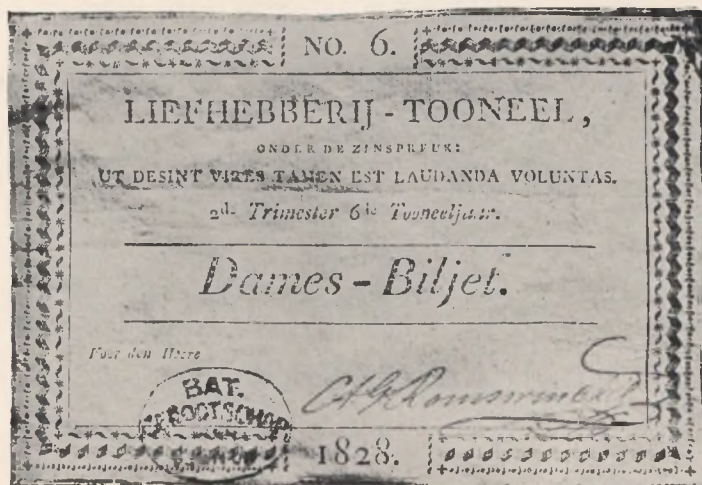 NO. 6.
LIEFHEBBERIJ - TOONEEL,
ONDER DE ZINSPREUK:
UT DESINT VIRES TAMEN EST LAUDANDA VOLUNTAS.
2de Trimester 6de Tooneeljaar.
Dames - Biljet.
Voor den Heere
BAT.
GENOOTSCHAP
1828.